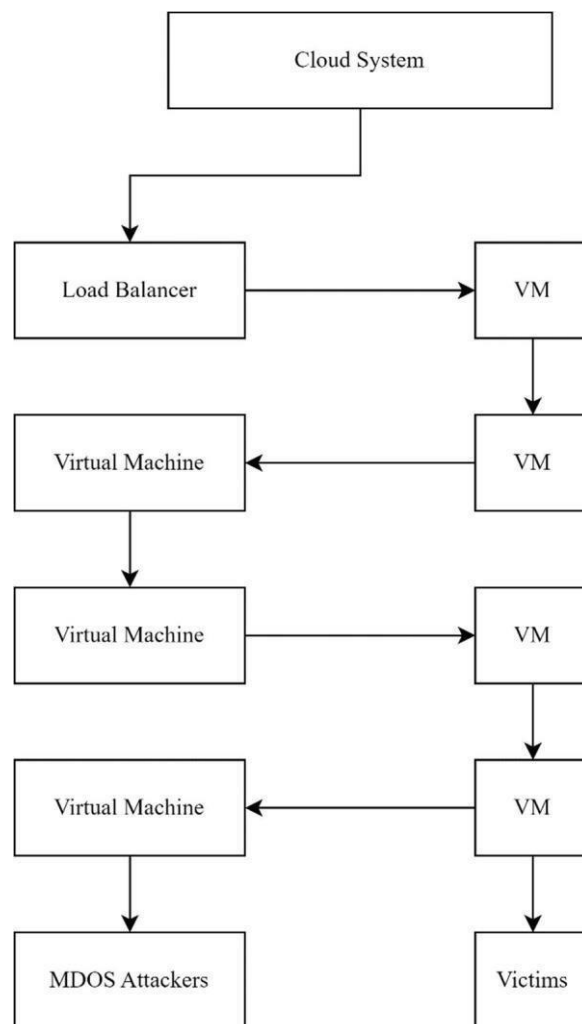 Cloud System
Load Balancer
VM
Virtual Machine
VM
Virtual Machine
VM
Virtual Machine
VM
MDOS Attackers
Victims